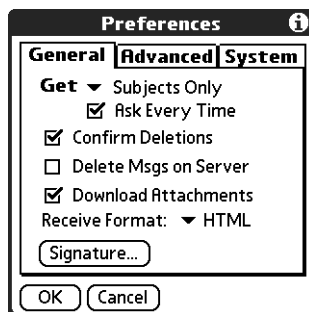 Preferences i
General Advanced System
Get Subjects Only
Ask Every Time
Confirm Deletions
Delete Msgs on Server
Download Attachments
Receive Format: HTML
Signature...
OK Cancel